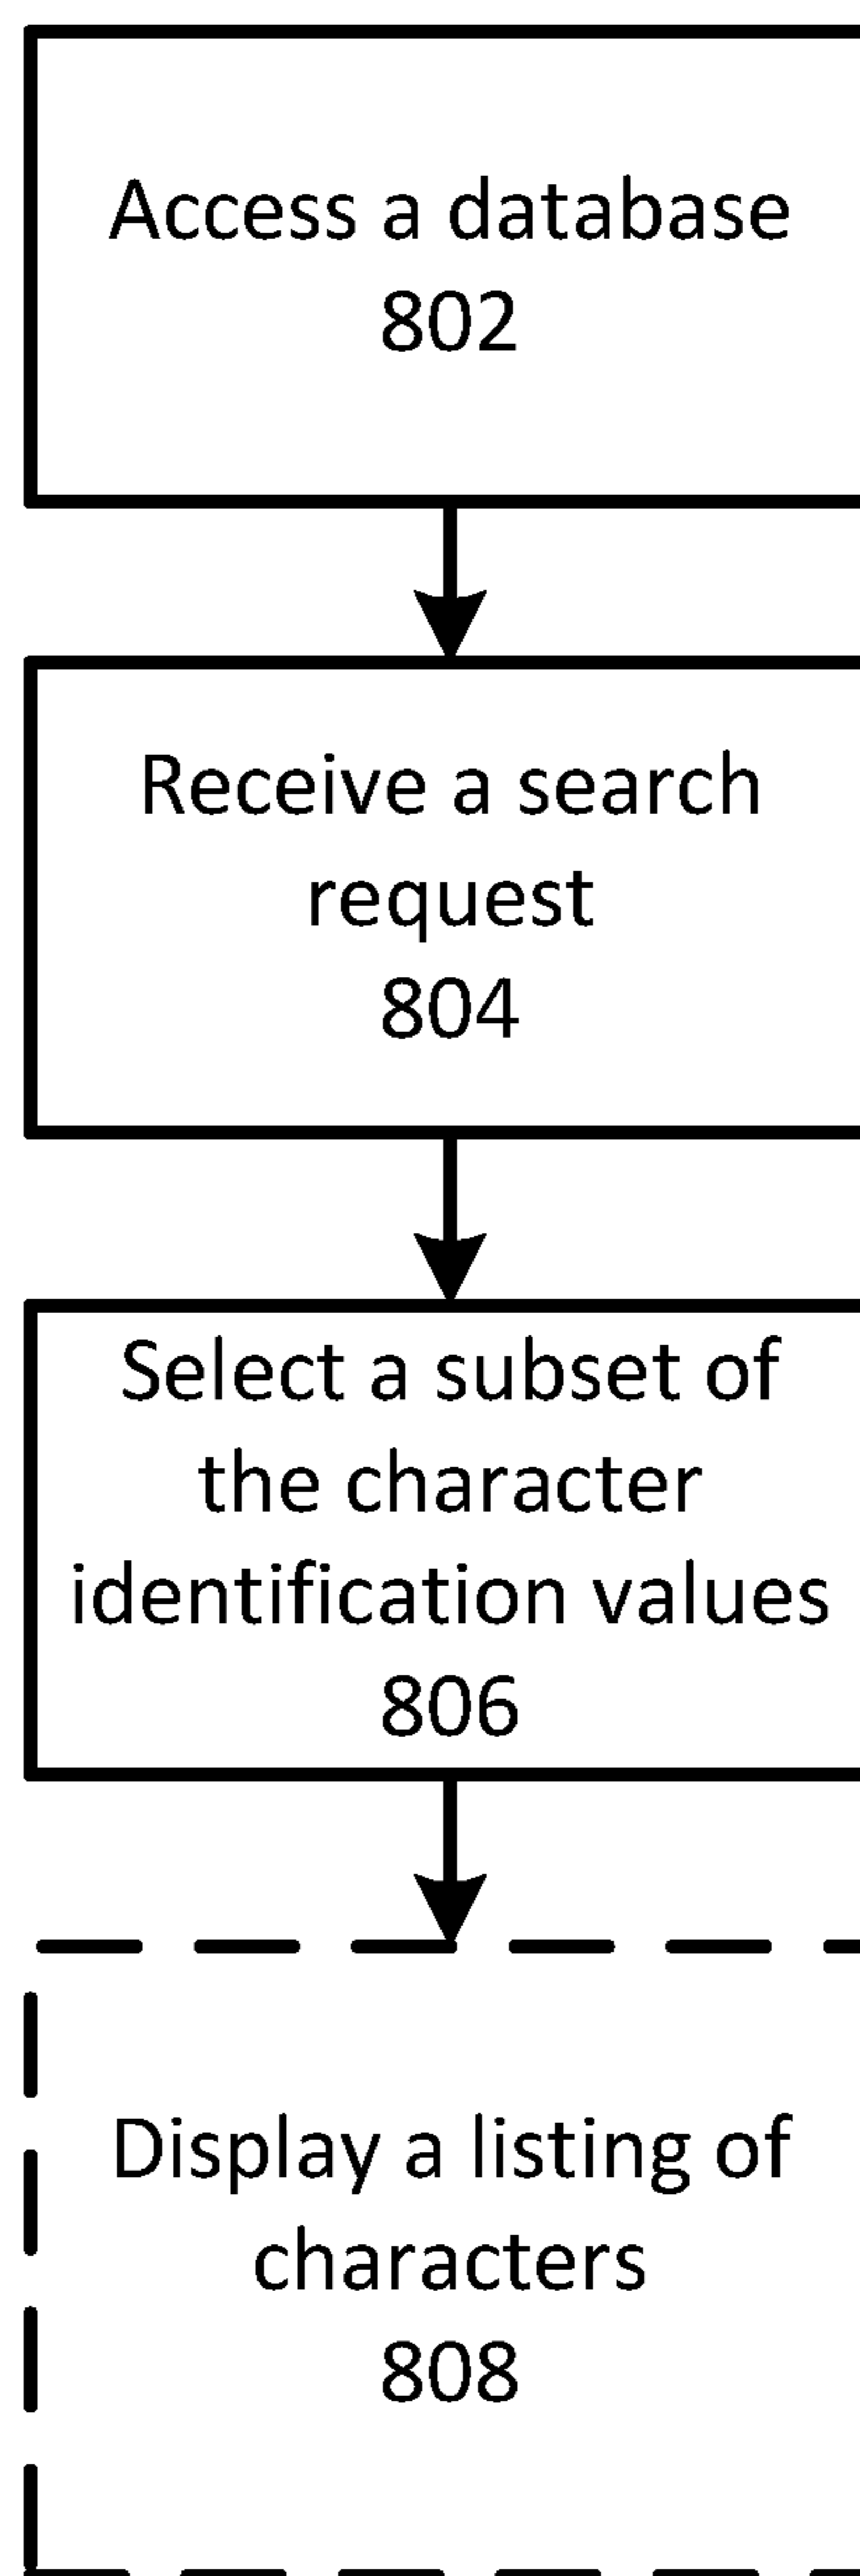 Access a database
802
Receive a search
request
804
Select a subset of
the character
identification values
806
Display a listing of
characters
808